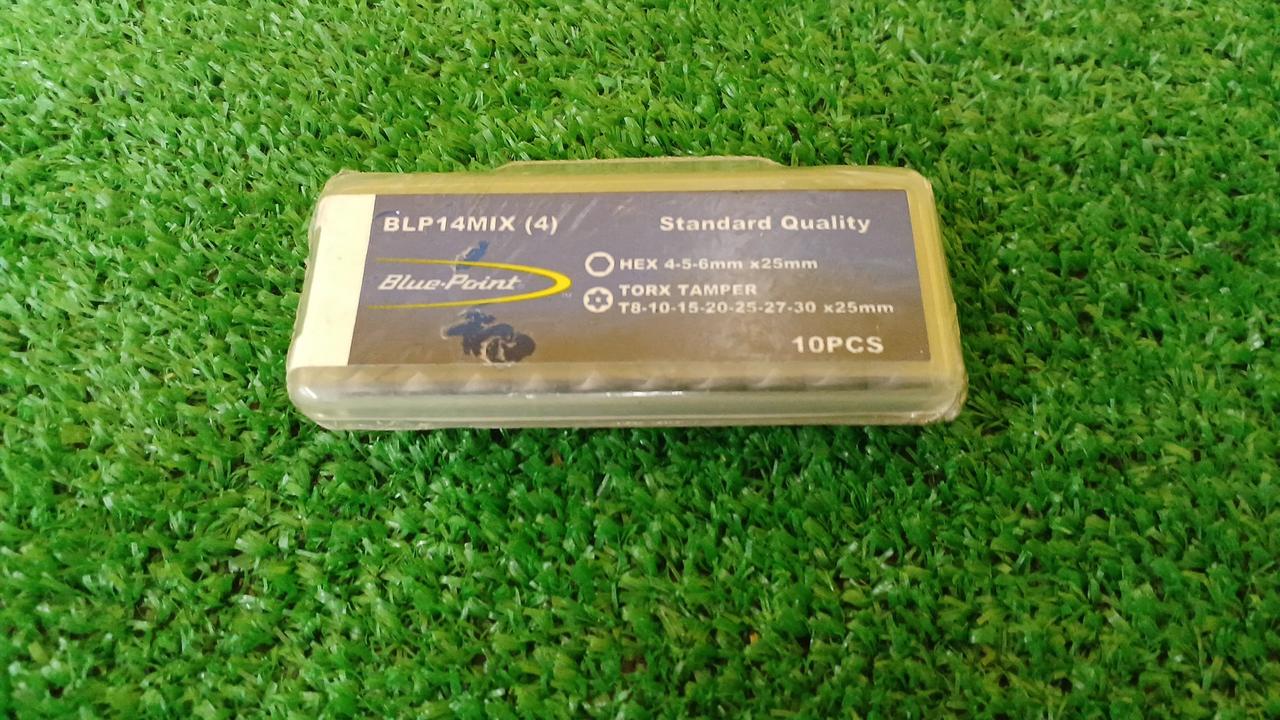 BLP14MIX (4)
Standard Quality
Blue-Point
TM
HEX 4-5-6mm x25mm
TORX TAMPER
T8-10-15-20-25-27-30 x25mm
10PCS